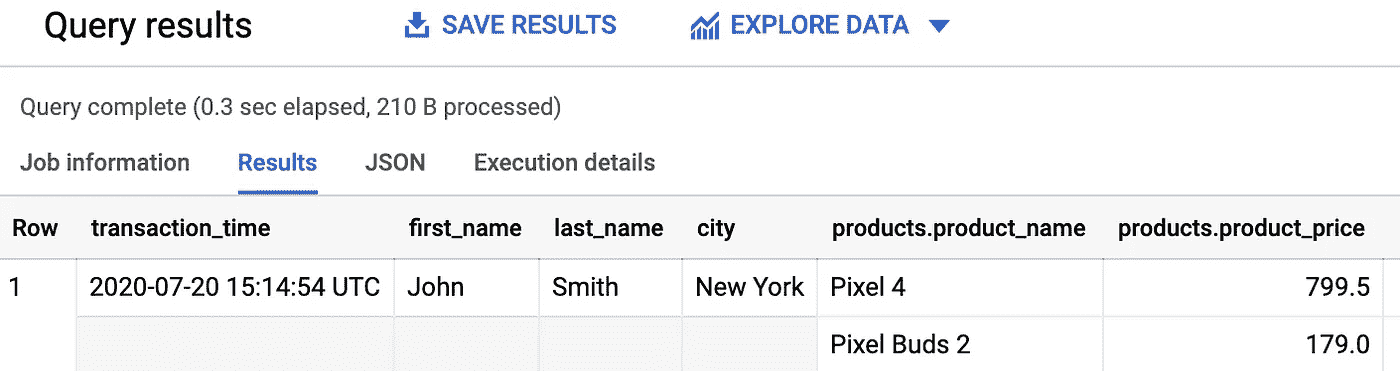 Query results SAVE RESULTS EXPLORE DATA
Query complete (0.3 sec elapsed, 210 B processed)
Job information Results JSON Execution details
Row transaction_time first_name last_name city products.product_name products.product_price
1 2020-07-20 15:14:54 UTC John Smith New York Pixel 4 799.5
Pixel Buds 2 179.0